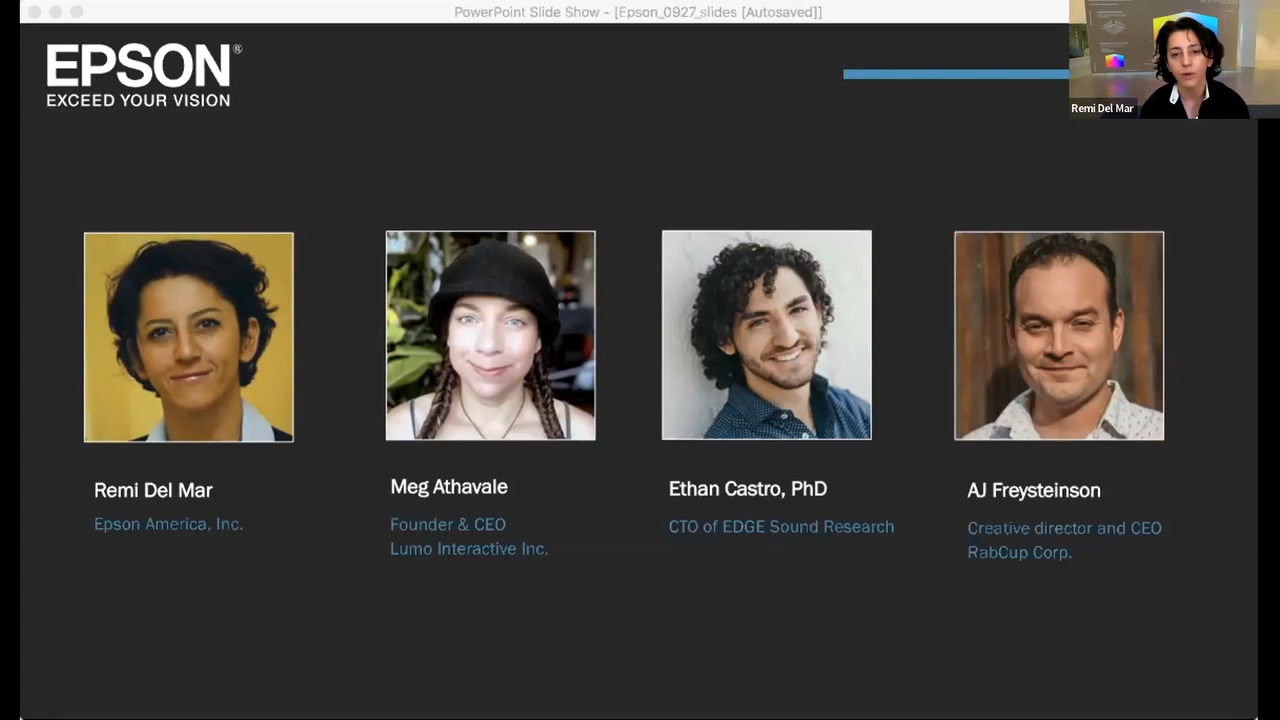 PowerPoint Slide Show - [Epson_0927_slides [Autosaved]]
EPSON®
EXCEED YOUR VISION
Remi Del Mar
Remi Del Mar
Epson America, Inc.
Meg Athavale
Founder & CEO
Lumo Interactive Inc.
Ethan Castro, PhD
CTO of EDGE Sound Research
AJ Freysteinson
Creative director and CEO
RabCup Corp.